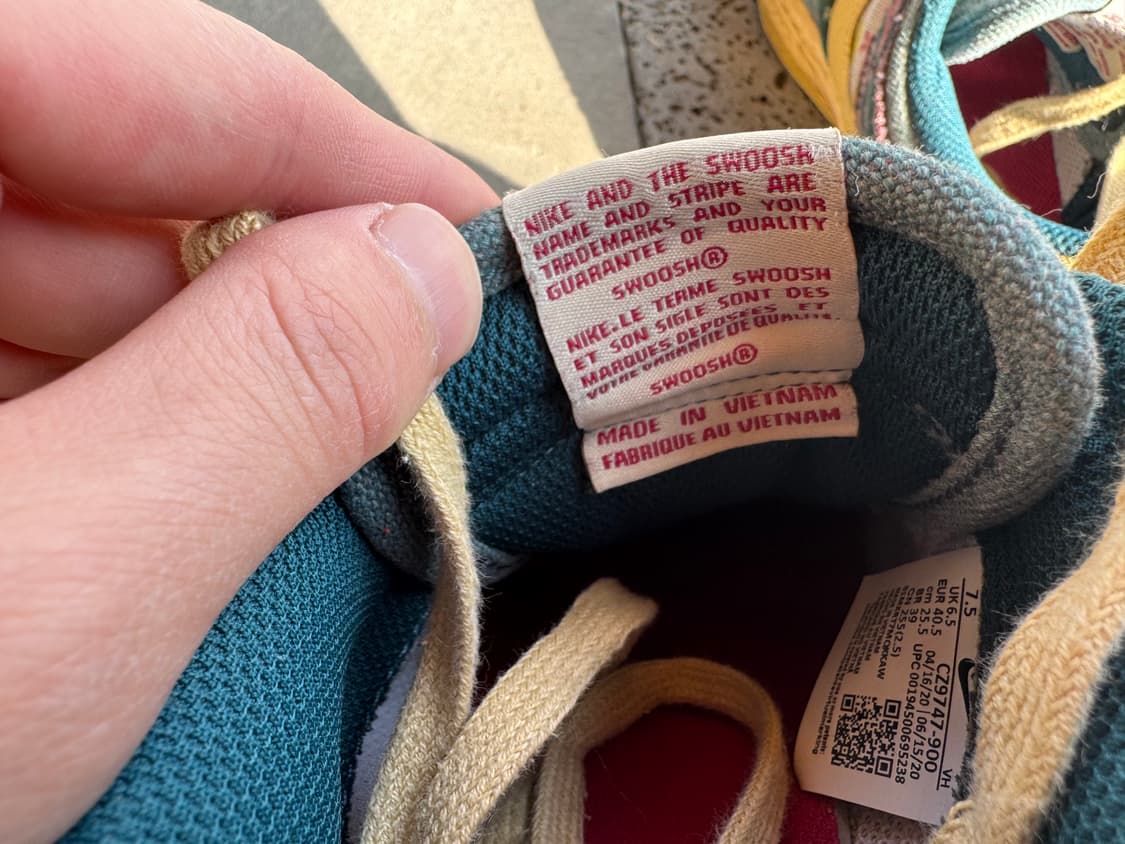 NIKE AND THE SWOOSH
NAME AND STRIPE ARE
TRADEMARKS AND YOUR
GUARANTEE OF QUALITY
SWOOSH®
NIKE.LE TERME SWOOSH
ET SON SIGLE SONT DES
MARQUES DEPOSEES ET
VOTRE GARANTIE DE QUALITE.
SWOOSH®
MADE IN VIETNAM
FABRIQUE AU VIETNAM
7.5
UK 6.5
EUR 40.5
cm 25.5
BR 39
CZ9747-900 VH
04/16/20 06/15/20
UPC 00194500695238